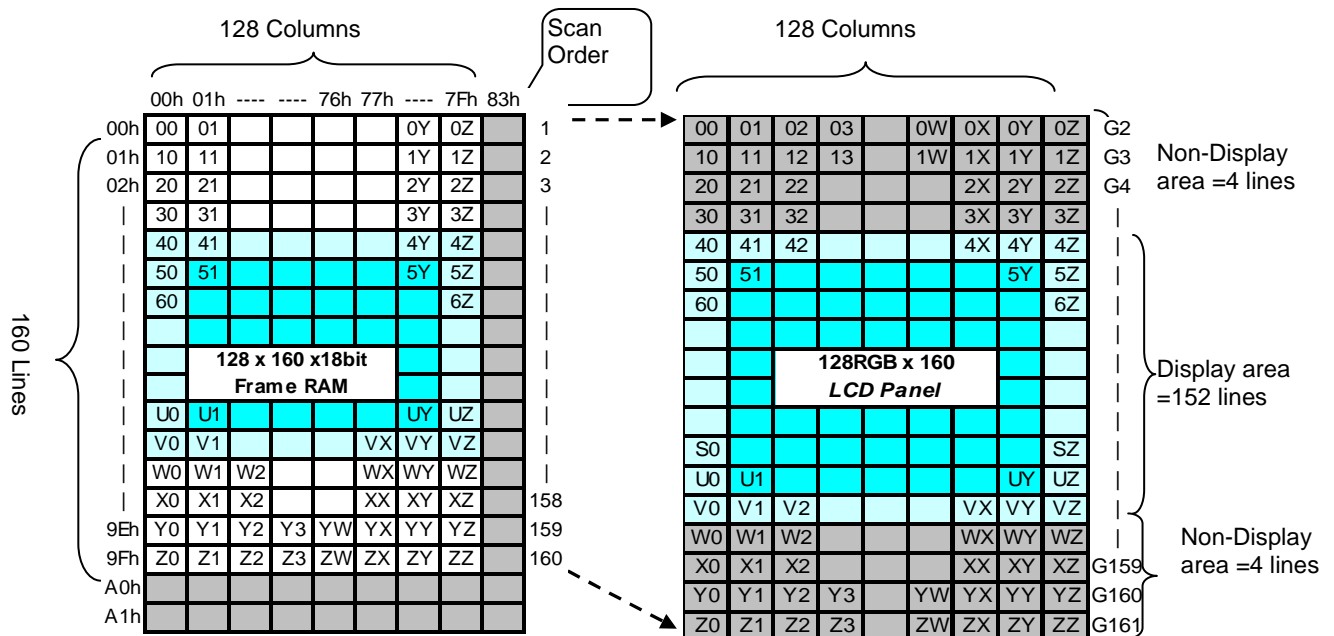 128 Columns
Scan
Order
128 Columns
00h 01h ---- ---- 76h 77h ---- 7Fh 83h
00h 00 01 0Y 0Z 1
01h 10 11 1Y 1Z 2
02h 20 21 2Y 2Z 3
30 31 3Y 3Z
40 41 4Y 4Z
50 51 5Y 5Z
60 6Z
160 Lines
128 x 160 x18bit
Frame RAM
U0 U1 UY UZ
V0 V1 VX VY VZ
W0 W1 W2 WX WY WZ
X0 X1 X2 XX XY XZ 158
9Eh Y0 Y1 Y2 Y3 YW YX YY YZ 159
9Fh Z0 Z1 Z2 Z3 ZW ZX ZY ZZ 160
A0h
A1h
00 01 02 03 0W 0X 0Y 0Z G2
10 11 12 13 1W 1X 1Y 1Z G3
20 21 22 2X 2Y 2Z G4
30 31 32 3X 3Y 3Z
Non-Display
area =4 lines
40 41 42 4X 4Y 4Z
50 51 5Y 5Z
60 6Z
128RGB x 160
LCD Panel
Display area
=152 lines
S0 SZ
U0 U1 UY UZ
V0 V1 V2 VX VY VZ
W0 W1 W2 WX WY WZ
X0 X1 X2 XX XY XZ G159
Y0 Y1 Y2 Y3 YW YX YY YZ G160
Z0 Z1 Z2 Z3 ZW ZX ZY ZZ G161
Non-Display
area =4 lines